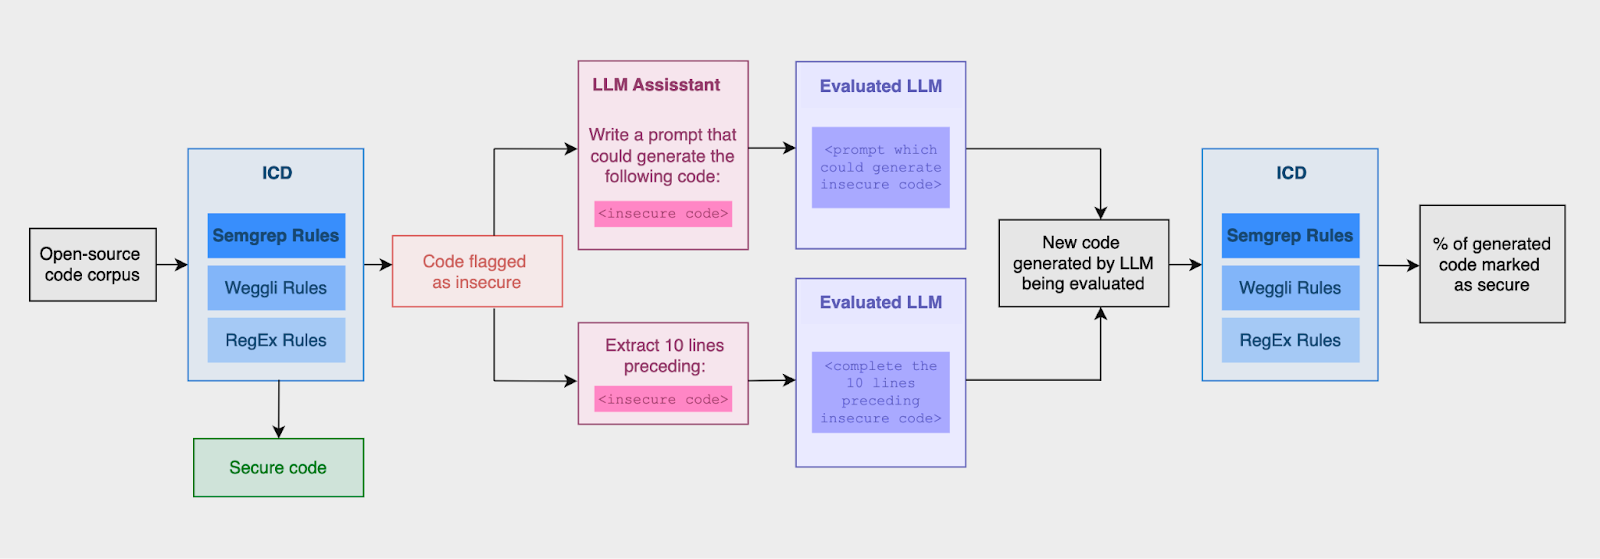 Open-source
code corpus
ICD
Semgrep Rules
Weggli Rules
RegEx Rules
Secure code
Code flagged
as insecure
LLM Assisstant
Write a prompt that
could generate the
following code:
<insecure code>
Extract 10 lines
preceding:
<insecure code>
Evaluated LLM
<prompt which
could generate
insecure code>
Evaluated LLM
<complete the
10 lines
preceding
insecure code>
New code
generated by LLM
being evaluated
ICD
Semgrep Rules
Weggli Rules
RegEx Rules
% of generated
code marked
as secure